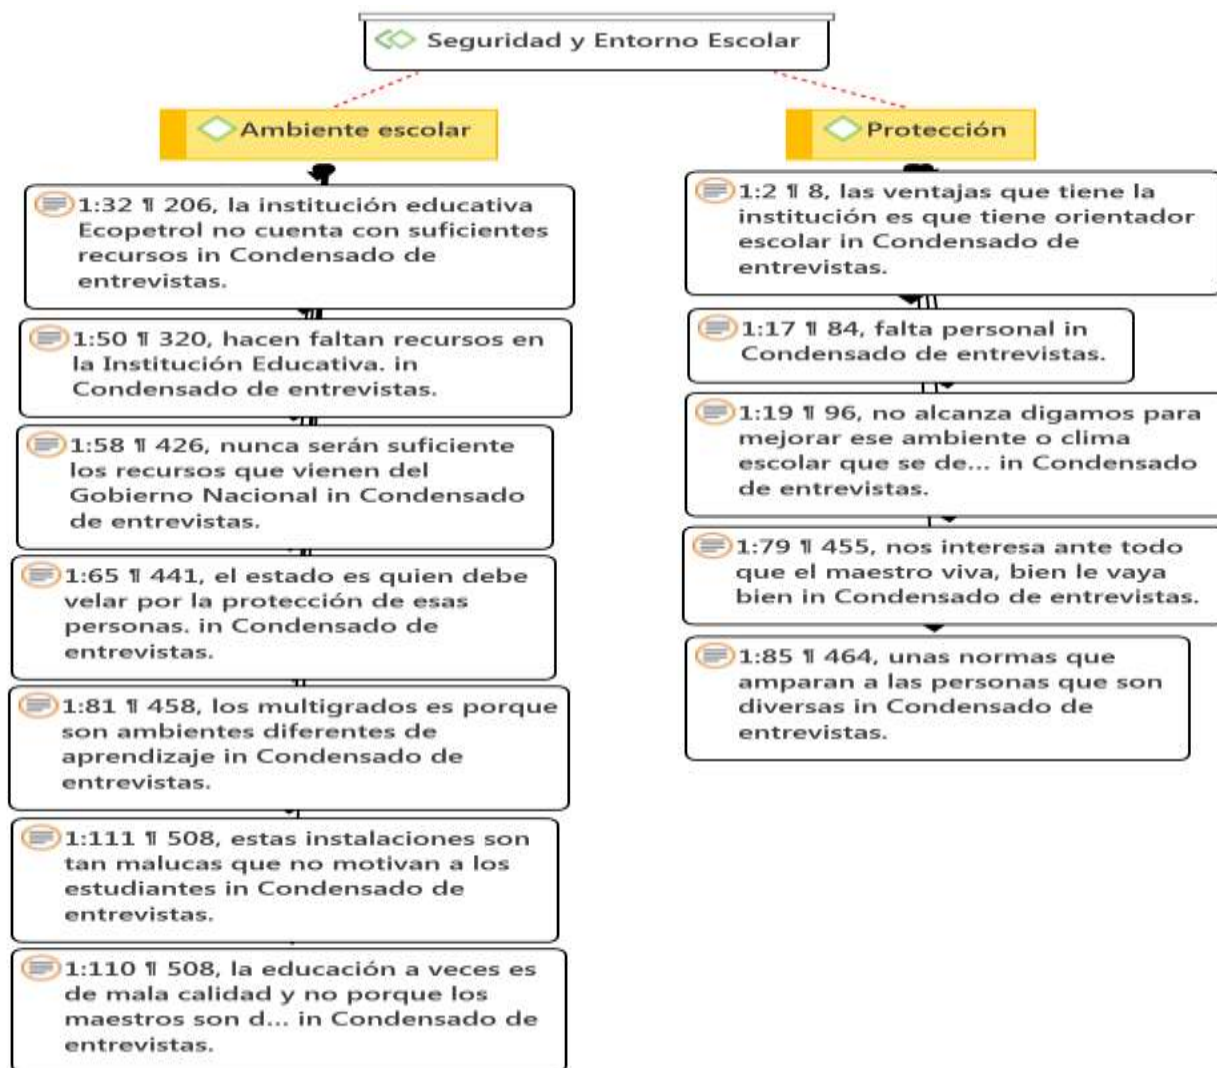 Seguridad y Entorno Escolar
Ambiente escolar
1:32 ¶ 206, la institución educativa
Ecopetrol no cuenta con suficientes
recursos in Condensado de
entrevistas.
1:50 ¶ 320, hacen faltan recursos en
la Institución Educativa. in
Condensado de entrevistas.
1:58 ¶ 426, nunca serán suficiente
los recursos que vienen del
Gobierno Nacional in Condensado
de entrevistas.
1:65 ¶ 441, el estado es quien debe
velar por la protección de esas
personas. in Condensado de
entrevistas.
1:81 ¶ 458, los multigrados es porque
son ambientes diferentes de
aprendizaje in Condensado de
entrevistas.
1:111 ¶ 508, estas instalaciones son
tan malucas que no motivan a los
estudiantes in Condensado de
entrevistas.
1:110 ¶ 508, la educación a veces es
de mala calidad y no porque los
maestros son d... in Condensado de
entrevistas.
Protección
1:2 ¶ 8, las ventajas que tiene la
institución es que tiene orientador
escolar in Condensado de
entrevistas.
1:17 ¶ 84, falta personal in
Condensado de entrevistas.
1:19 ¶ 96, no alcanza digamos para
mejorar ese ambiente o clima
escolar que se de... in Condensado
de entrevistas.
1:79 ¶ 455, nos interesa ante todo
que el maestro viva, bien le vaya
bien in Condensado de entrevistas.
1:85 ¶ 464, unas normas que
amparan a las personas que son
diversas in Condensado de
entrevistas.